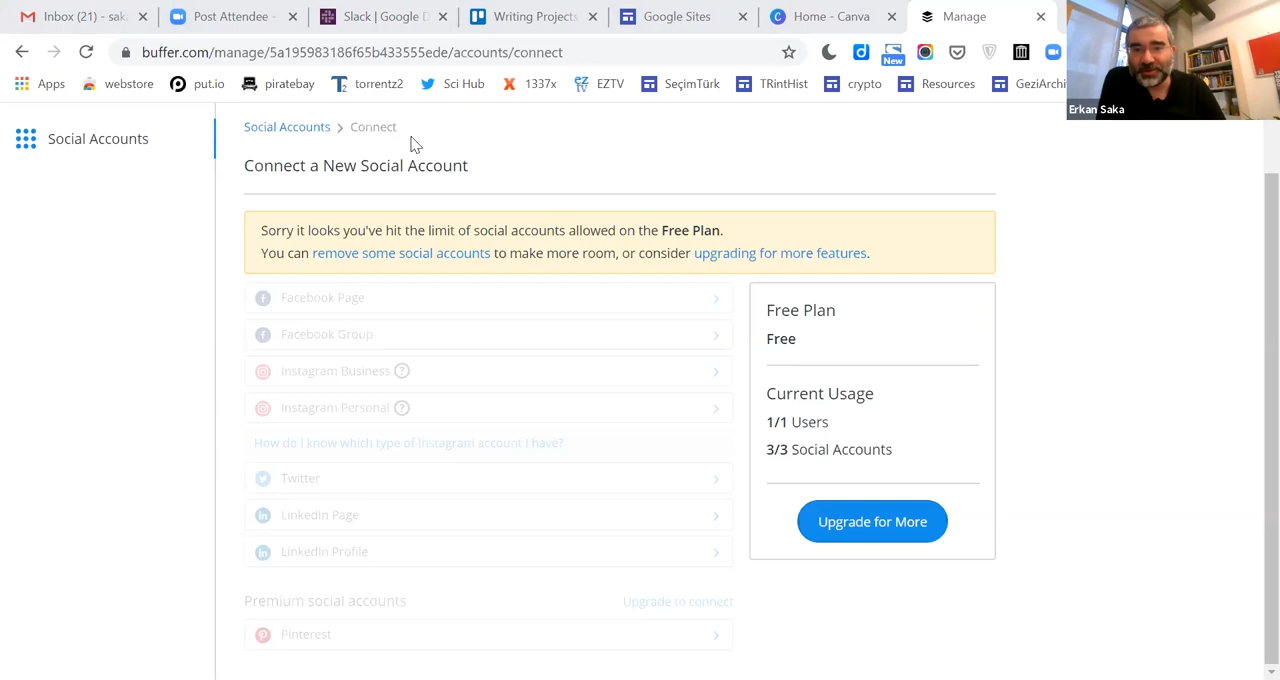 Inbox (21) - sak
Post Attendee -
Slack | Google D
Writing Projects
Google Sites
Home - Canva
Manage
buffer.com/manage/5a195983186fb5b433555ede/accounts/connect
New
Apps
webstore
put.io
piratebay
torrentz2
SC Hub
1337x
EZTV
SeçimTürk
TRintHist
crypto
Resources
GeziArchi
Erkan Saka
Social Accounts
Social Accounts > Connect
Connect a New Social Account
Sorry it looks you've hit the limit of social accounts allowed on the Free Plan.
You can remove some social accounts to make more room, or consider upgrading for more features.
Facebook Page
Facebook Group
Instagram Business ?
Instagram Personal ?
How do I know which type of Instagram account I have?
Twitter
LinkedIn Page
LinkedIn Profile
Premium social accounts
Upgrade to connect
Pinterest
Free Plan
Free
Current Usage
1/1 Users
3/3 Social Accounts
Upgrade for More